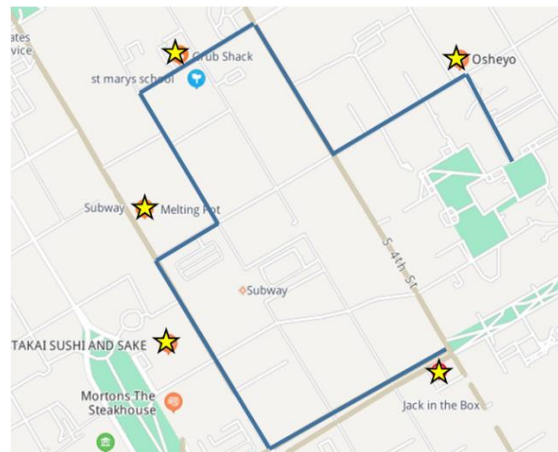 ates
rvice
Grub Shack
st marys school
Osheyo
Subway
Melting Pot
S 4th St
Subway
TAKAI SUSHI AND SAKE
Mortons The
Steakhouse
Jack in the Box